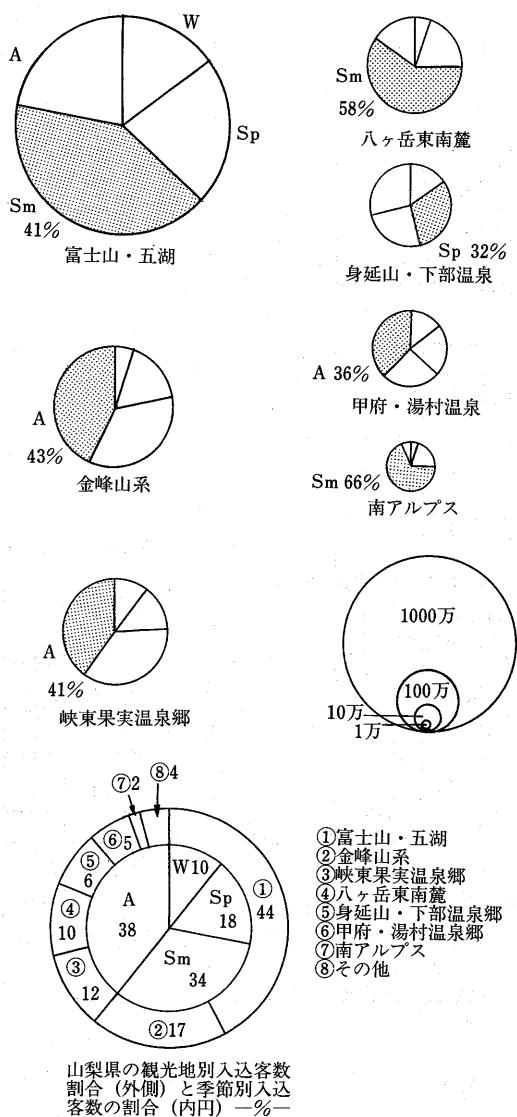 W
A
Sp
Sm
41%
富士山・五湖
Sm
58%
八ヶ岳東南麓
Sp 32%
身延山・下部温泉
A
43%
金峰山系
A 36%
甲府・湯村温泉
Sm 66%
南アルプス
A
41%
峡東果実温泉郷
1000万
100万
10万
1万
⑦2
⑧4
⑥5
⑤
6
④
10
③
12
②17
①
44
W10
Sp
18
Sm
34
A
38
①富士山・五湖
②金峰山系
③峡東果実温泉郷
④八ヶ岳東南麓
⑤身延山・下部温泉郷
⑥甲府・湯村温泉郷
⑦南アルプス
⑧その他
山梨県の観光地別入込客数
割合（外側）と季節別入込
客数の割合（内円）—%—